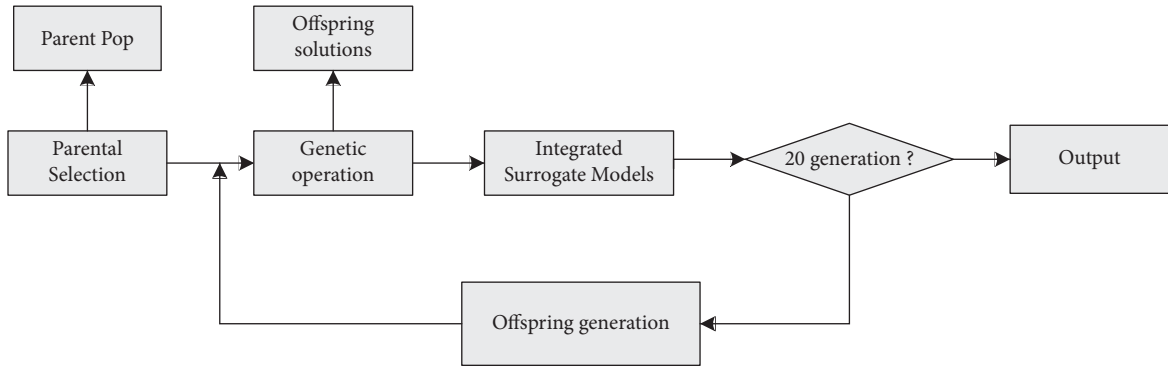 Parent Pop
Offspring
solutions
Parental
Selection
Genetic
operation
Integrated
Surrogate Models
20 generation ?
Output
Offspring generation